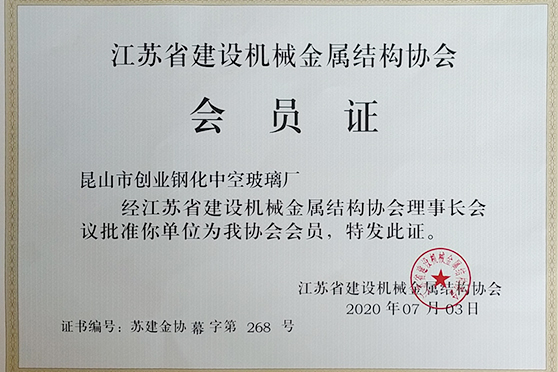 江苏省建设机械金属结构协会
会员证
昆山市创业钢化中空玻璃厂
经江苏省建设机械金属结构协会理事长会
议批准你单位为我协会会员，特发此证。
江苏省建设机械金属结构协会
2020 年07 月 03日
证书编号：苏建金协 幕 字第 268 号